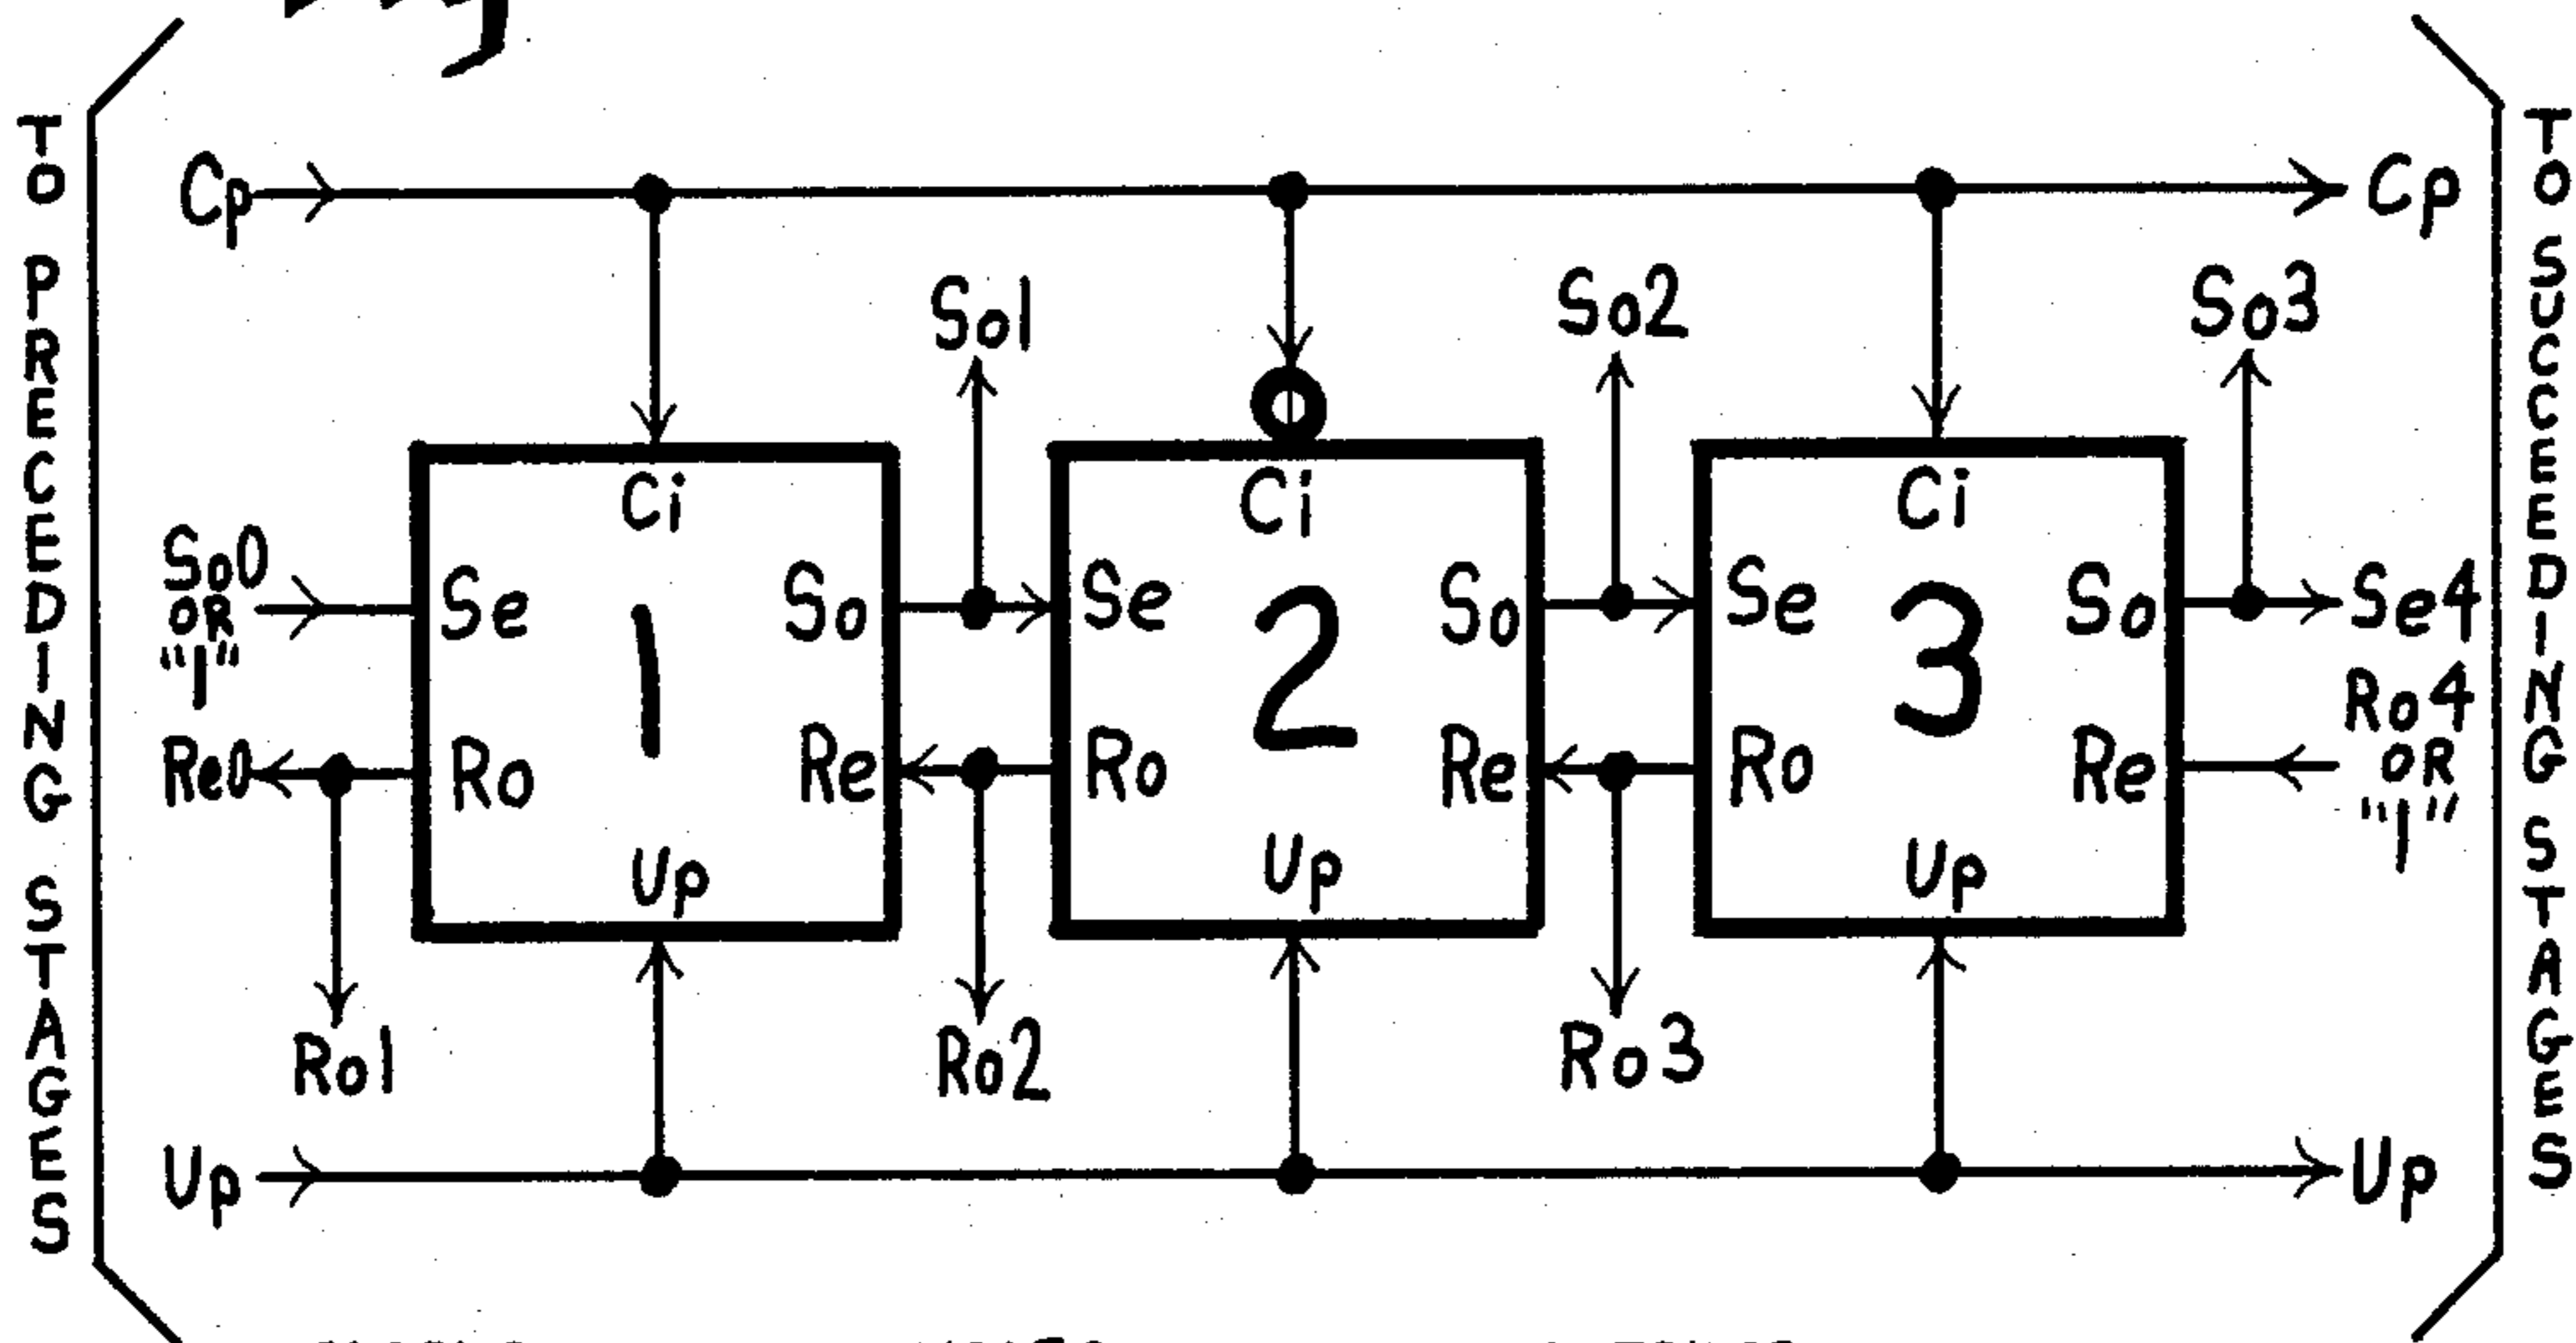 TO PRECEDING STAGES
Cp
Cp
So1
So2
So3
Ci
Ci
Ci
So0
OR
"1"
Se
So
Se
So
Se
So
Se4
1
2
3
Re0
Ro
Re
Ro
Re
Ro
Re
Ro4
OR
"1"
Up
Up
Up
Ro1
Ro2
Ro3
Up
Up
TO SUCCEEDING STAGES